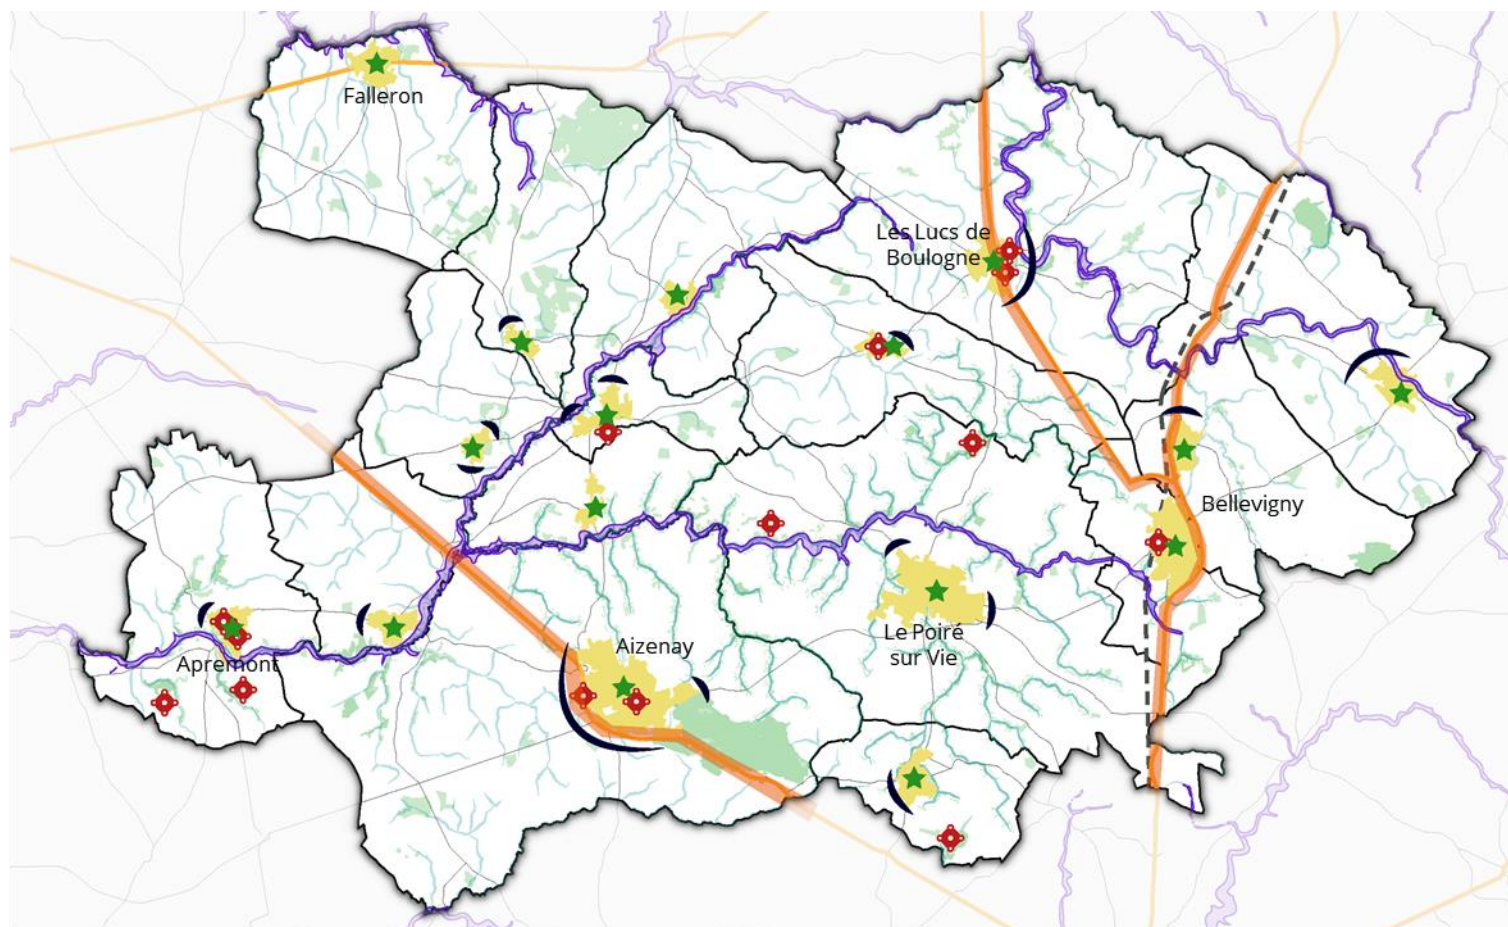 Falleron
Les Lucs de
Boulogne
Bellevigny
Le Poiré
sur Vie
Aizenay
Apremont